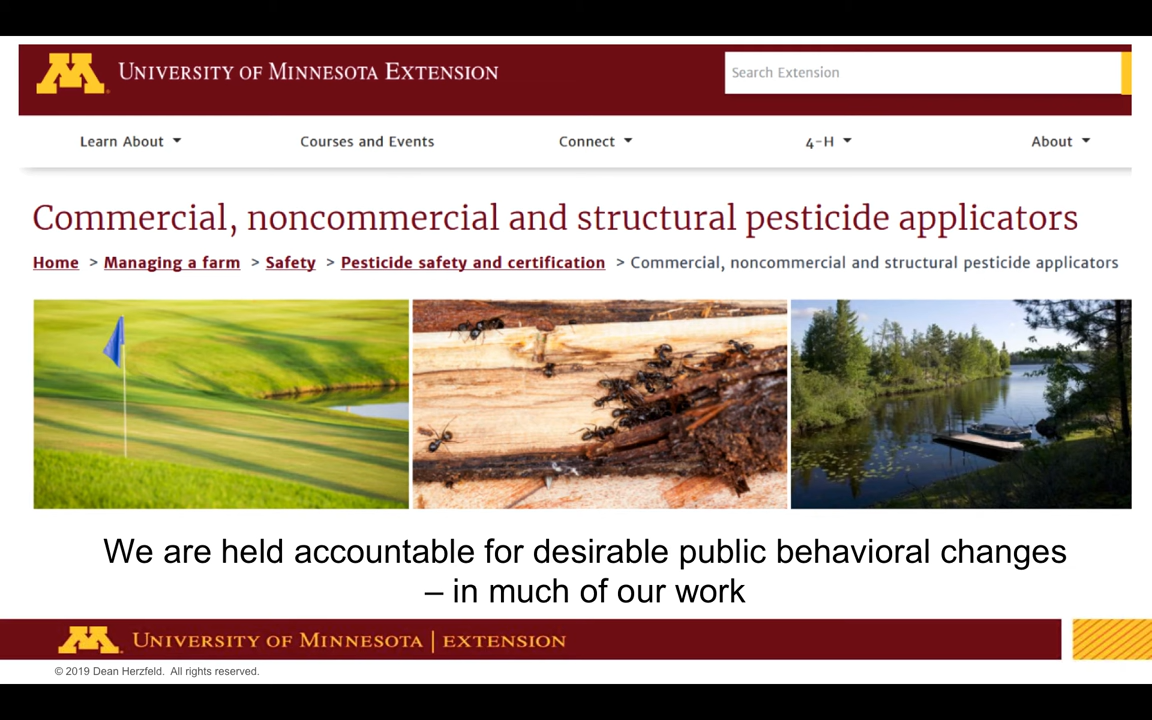 UNIVERSITY OF MINNESOTA EXTENSION
Search Extension
Learn About
Courses and Events
Connect
4-H
About
Commercial, noncommercial and structural pesticide applicators
Home > Managing a farm > Safety > Pesticide safety and certification > Commercial, noncommercial and structural pesticide applicators
We are held accountable for desirable public behavioral changes
– in much of our work
UNIVERSITY OF MINNESOTA | EXTENSION
© 2019 Dean Herzfeld. All rights reserved.